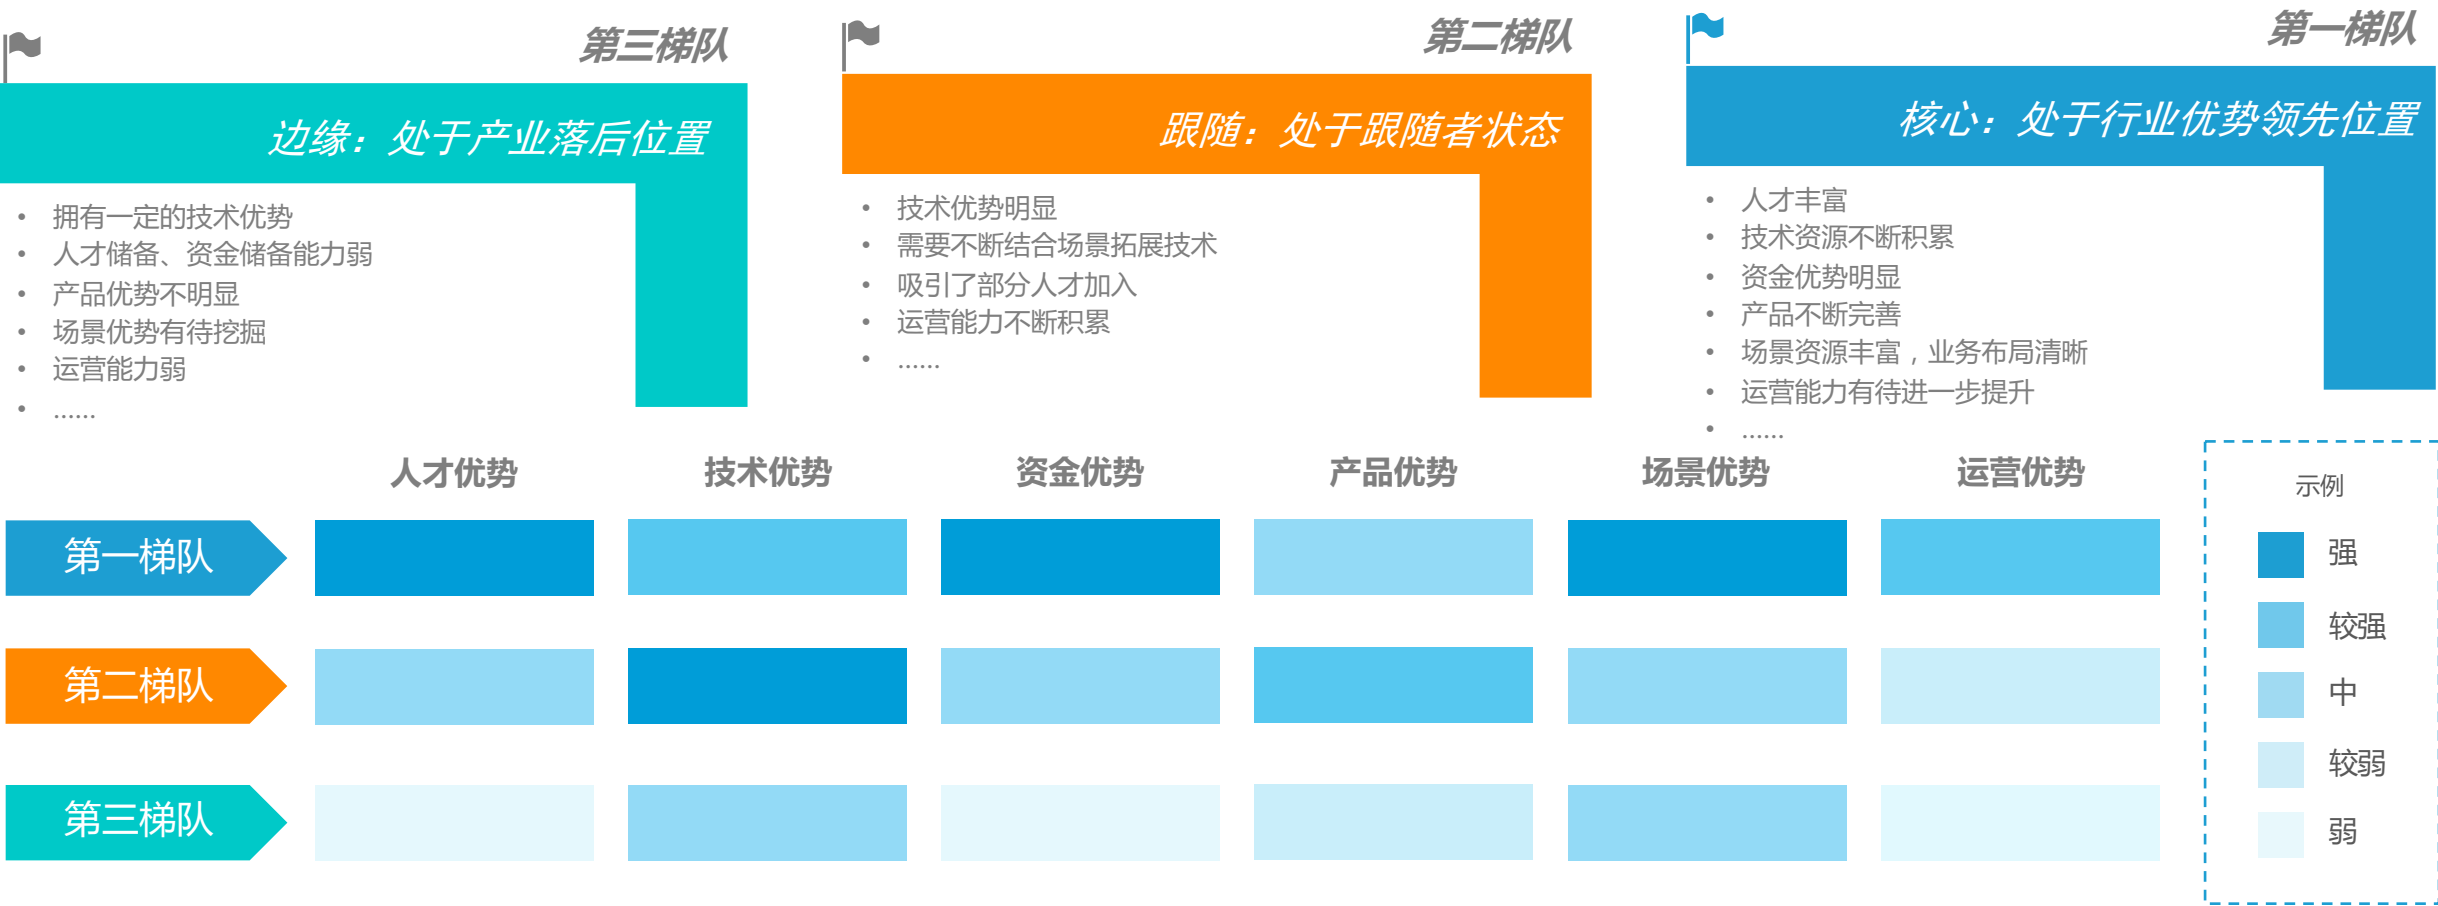 第三梯队
边缘：处于产业落后位置
• 拥有一定的技术优势
• 人才储备、资金储备能力弱
• 产品优势不明显
• 场景优势有待挖掘
• 运营能力弱
• ......
第二梯队
跟随：处于跟随者状态
• 技术优势明显
• 需要不断结合场景拓展技术
• 吸引了部分人才加入
• 运营能力不断积累
• ......
第一梯队
核心：处于行业优势领先位置
• 人才丰富
• 技术资源不断积累
• 资金优势明显
• 产品不断完善
• 场景资源丰富，业务布局清晰
• 运营能力有待进一步提升
• ......
人才优势 技术优势 资金优势 产品优势 场景优势 运营优势
第一梯队
第二梯队
第三梯队
示例
强
较强
中
较弱
弱